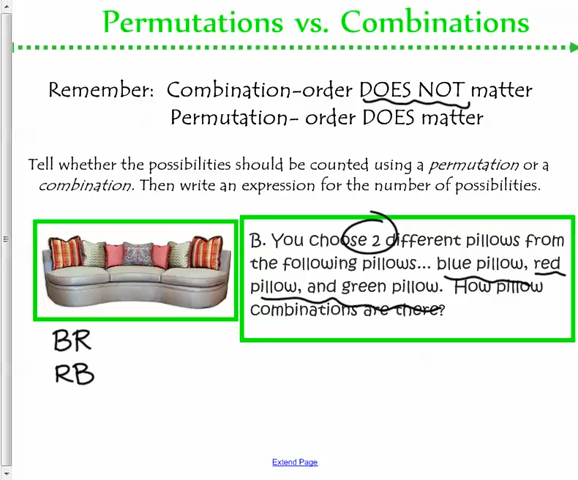 Permutations vs. Combinations
Remember: Combination-order DOES NOT matter
Permutation- order DOES matter
Tell whether the possibilities should be counted using a permutation or a
combination. Then write an expression for the number of possibilities.
B. You choose 2 different pillows from
the following pillows... blue pillow, red
pillow, and green pillow. How pillow
combinations are there?
BR
RB
Extend Page